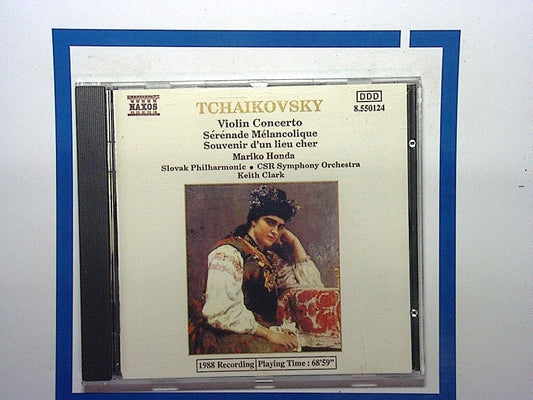 NAXOS
DDD
8.550124
TCHAIKOVSKY
Violin Concerto
Sérénade Mélancolique
Souvenir d'un lieu cher
Mariko Honda
Slovak Philharmonic • CSR Symphony Orchestra
Keith Clark
1988 Recording Playing Time : 68'59"